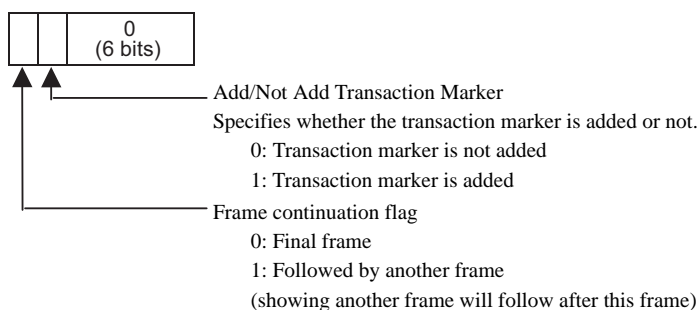 0
(6 bits)
Add/Not Add Transaction Marker
Specifies whether the transaction marker is added or not.
0: Transaction marker is not added
1: Transaction marker is added
Frame continuation flag
0: Final frame
1: Followed by another frame
(showing another frame will follow after this frame)